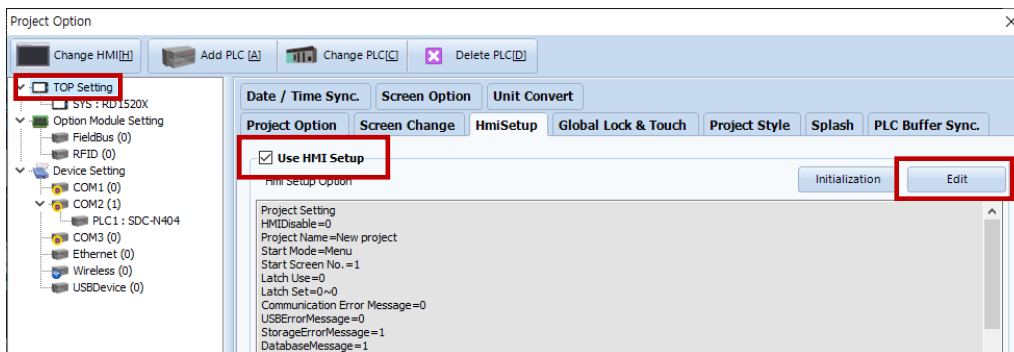 Project Option
Change HMI[H]
Add PLC [A]
Change PLC[C]
Delete PLC[D]
TOP Setting
SYS : RD1520X
Option Module Setting
FieldBus (0)
RFID (0)
Device Setting
COM1 (0)
COM2 (1)
PLC1 : SDC-N404
COM3 (0)
Ethernet (0)
Wireless (0)
USBDevice (0)
Date / Time Sync. Screen Option Unit Convert
Project Option Screen Change HmiSetup Global Lock & Touch Project Style Splash PLC Buffer Sync.
Use HMI Setup
Hmi Setup Option
Initialization
Edit
Project Setting
HMIDisable=0
Project Name=New project
Start Mode=Menu
Start Screen No.=1
Latch Use=0
Latch Set=0~0
Communication Error Message=0
USBErrorMessage=0
StorageErrorMessage=1
DatabaseMessage=1